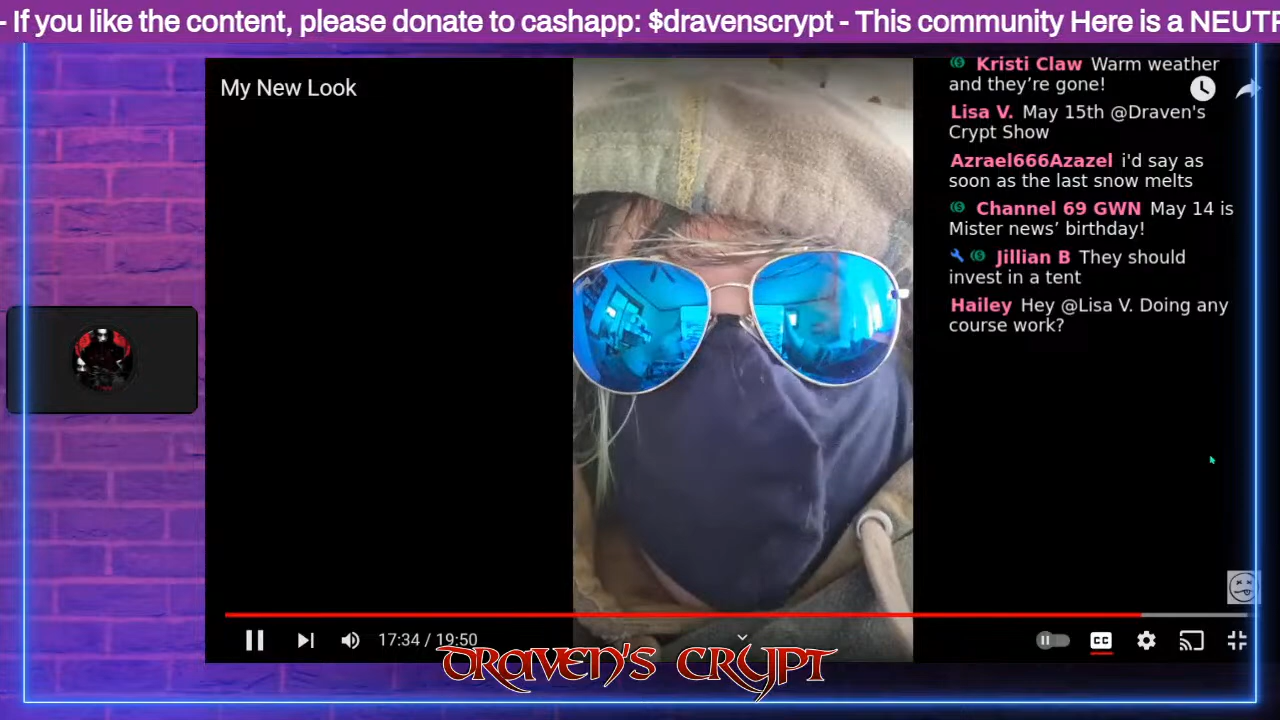 - If you like the content, please donate to cashapp: $dravenscrypt - This community Here is a NEUTR
My New Look
Kristi Claw Warm weather
and they’re gone!
Lisa V. May 15th @Draven's
Crypt Show
Azrael666Azazel i'd say as
soon as the last snow melts
Channel 69 GWN May 14 is
Mister news’ birthday!
Jillian B They should
invest in a tent
Hailey Hey @Lisa V. Doing any
course work?
17:34 / 19:50
CC
DRAVEN'S CRYPT